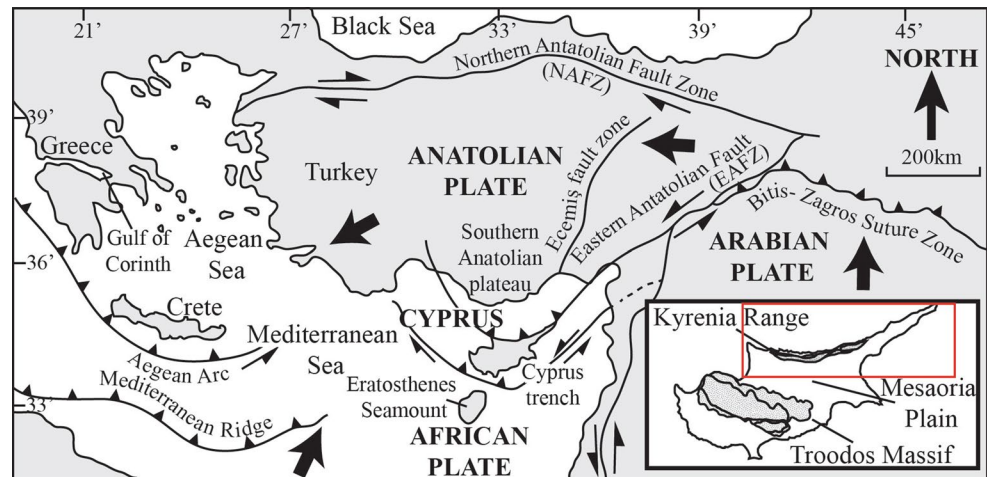 21'
27'
33'
39'
45'
Black Sea
NORTH
Northern Antatolian Fault Zone
(NAFZ)
39'
Greece
200km
Turkey
ANATOLIAN
PLATE
Ecemiş fault zone
Eastern Antatolian Fault
(EAFZ)
Bitis- Zagros Suture Zone
Gulf of
Corinth
Aegean
Sea
Southern
Anatolian
plateau
ARABIAN
PLATE
36'
Crete
Mediterranean
Sea
CYPRUS
Kyrenia Range
Aegean Arc
Mediterranean Ridge
Eratosthenes
Seamount
Cyprus
trench
Mesaoria
Plain
33'
AFRICAN
PLATE
Troodos Massif